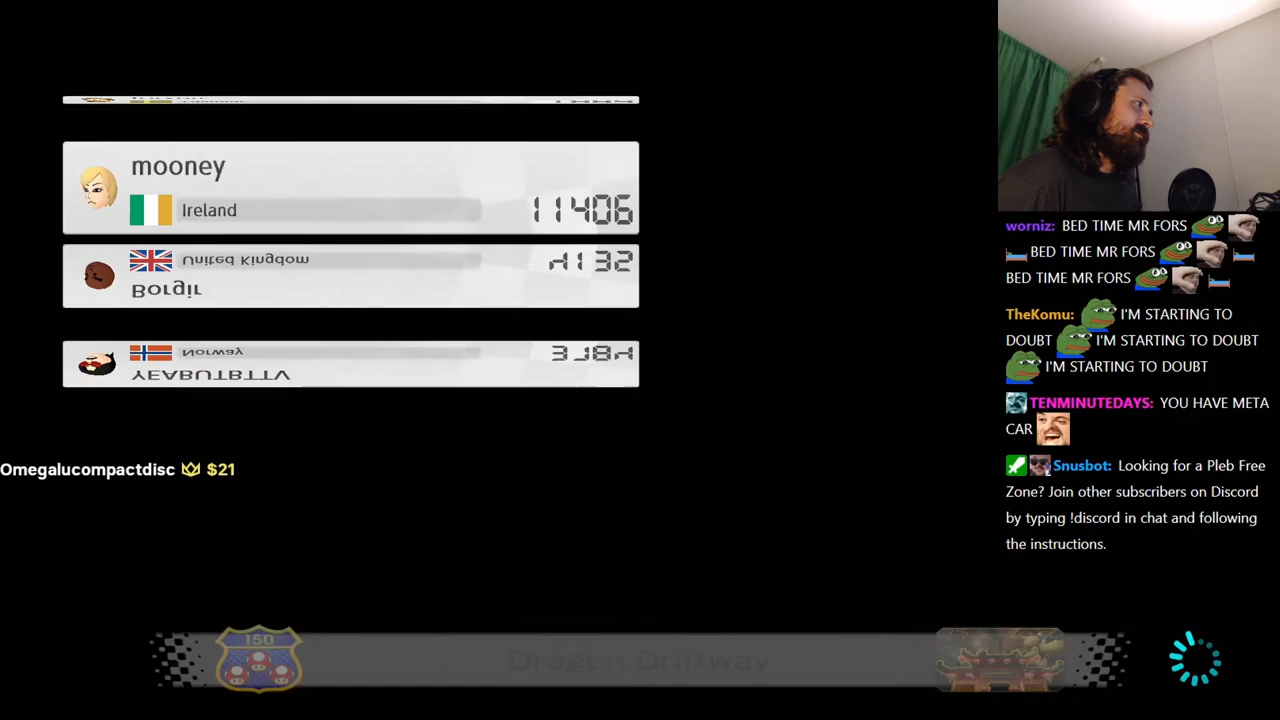 mooney
Ireland
11406
United Kingdom
Borgir
Norway
YEABUTBTTV
Omegalucompactdisc $21
150
Dragon Driftway
worniz: BED TIME MR FORS
BED TIME MR FORS
BED TIME MR FORS
TheKomu: I'M STARTING TO
DOUBT I'M STARTING TO DOUBT
I'M STARTING TO DOUBT
TENMINUTEDAYS: YOU HAVE META
CAR
Snusbot: Looking for a Pleb Free
Zone? Join other subscribers on Discord
by typing !discord in chat and following
the instructions.